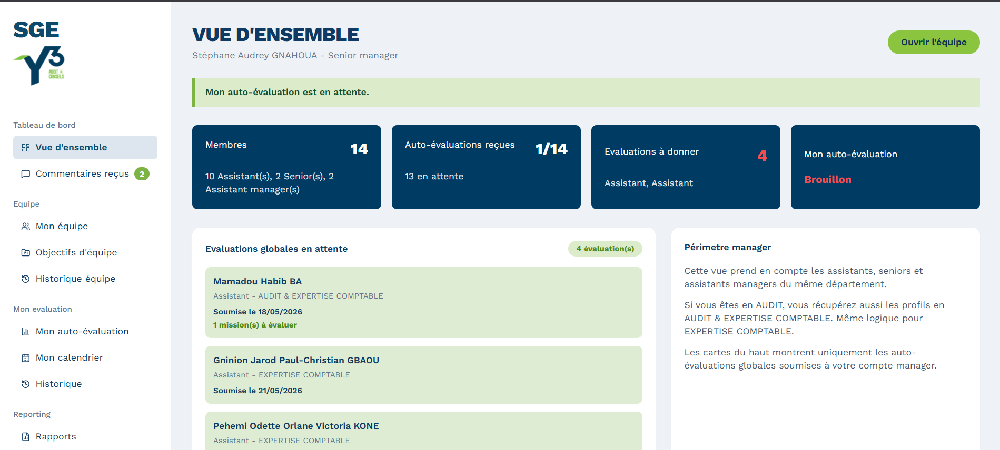 SGE
Y3
AUDIT &
CONSEILS
Tableau de bord
Vue d'ensemble
Commentaires reçus 2
Equipe
Mon équipe
Objectifs d'équipe
Historique équipe
Mon evaluation
Mon auto-évaluation
Mon calendrier
Historique
Reporting
Rapports
VUE D'ENSEMBLE
Stéphane Audrey GNAHOUA - Senior manager
Ouvrir l'équipe
Mon auto-évaluation est en attente.
Membres 14
10 Assistant(s), 2 Senior(s), 2
Assistant manager(s)
Auto-évaluations reçues 1/14
13 en attente
Evaluations à donner 4
Assistant, Assistant
Mon auto-évaluation
Brouillon
Evaluations globales en attente 4 évaluation(s)
Mamadou Habib BA
Assistant - AUDIT & EXPERTISE COMPTABLE
Soumise le 18/05/2026
1 mission(s) à évaluer
Gninion Jarod Paul-Christian GBAOU
Assistant - EXPERTISE COMPTABLE
Soumise le 21/05/2026
Pehemi Odette Orlane Victoria KONE
Assistant - EXPERTISE COMPTABLE
Périmetre manager
Cette vue prend en compte les assistants, seniors et
assistants managers du même département.
Si vous êtes en AUDIT, vous récupérez aussi les profils en
AUDIT & EXPERTISE COMPTABLE. Même logique pour
EXPERTISE COMPTABLE.
Les cartes du haut montrent uniquement les auto-
évaluations globales soumises à votre compte manager.